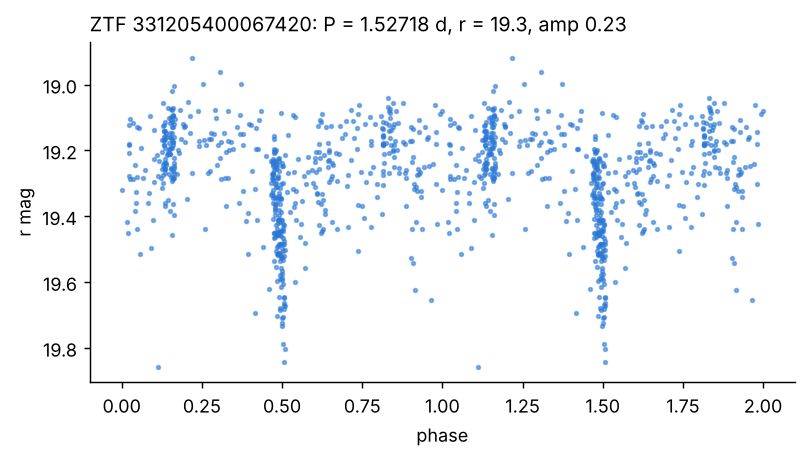 ZTF 331205400067420: P = 1.52718 d, r = 19.3, amp 0.23
19.0
19.2
19.4
19.6
19.8
r mag
0.00 0.25 0.50 0.75 1.00 1.25 1.50 1.75 2.00
phase